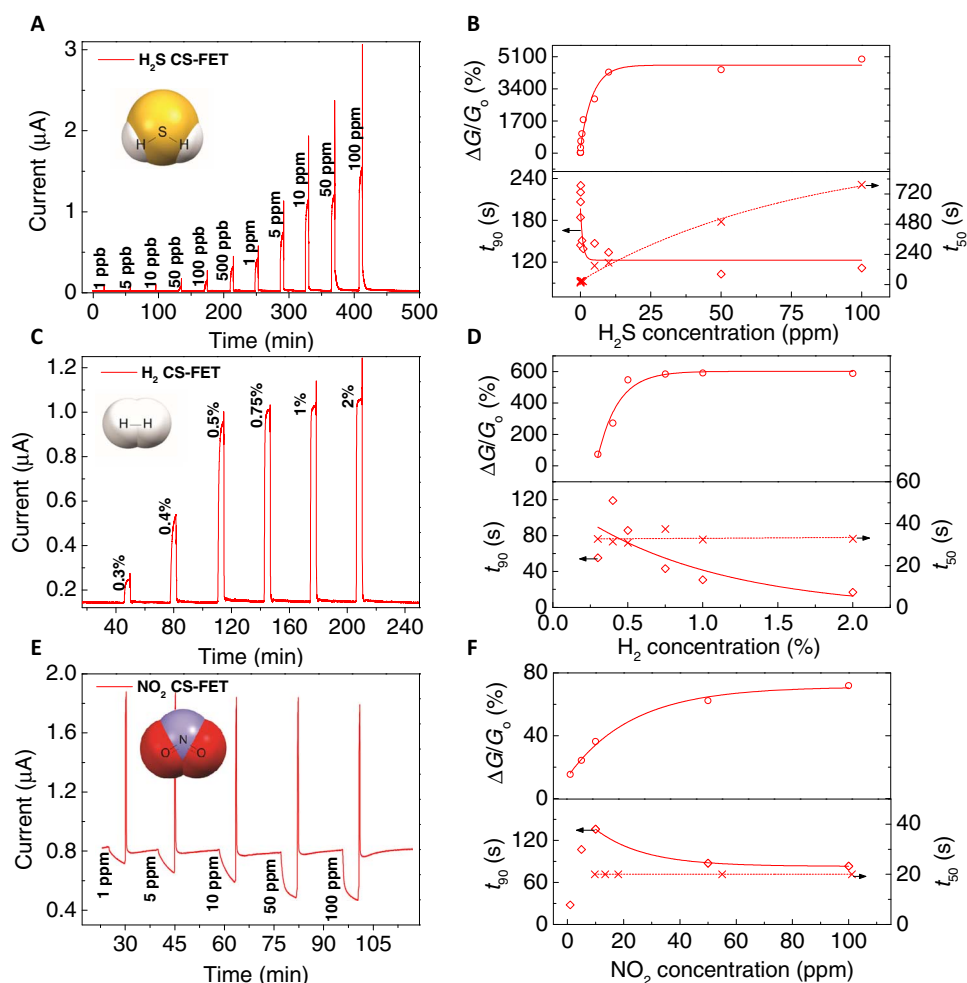 A
H₂S CS-FET
S
H H
Current (μA)
3
2
1
0
1 ppb
5 ppb
10 ppb
50 ppb
100 ppb
500 ppb
1 ppm
5 ppm
10 ppm
50 ppm
100 ppm
0 100 200 300 400 500
Time (min)
B
ΔG/Gₒ (%)
5100
3400
1700
0
t₉₀ (s)
240
180
120
720
480
240
0
t₅₀ (s)
0 25 50 75 100
H₂S concentration (ppm)
C
H₂ CS-FET
H H
Current (μA)
1.2
1.0
0.8
0.6
0.4
0.2
0.3%
0.4%
0.5%
0.75%
1%
2%
40 80 120 160 200 240
Time (min)
D
ΔG/Gₒ (%)
600
400
200
0
t₉₀ (s)
120
80
40
0
60
40
20
0
t₅₀ (s)
0.0 0.5 1.0 1.5 2.0
H₂ concentration (%)
E
NO₂ CS-FET
N
O O
Current (μA)
2.0
1.6
1.2
0.8
0.4
1 ppm
5 ppm
10 ppm
50 ppm
100 ppm
30 45 60 75 90 105
Time (min)
F
ΔG/Gₒ (%)
80
40
0
t₉₀ (s)
120
60
0
40
20
0
t₅₀ (s)
0 20 40 60 80 100
NO₂ concentration (ppm)